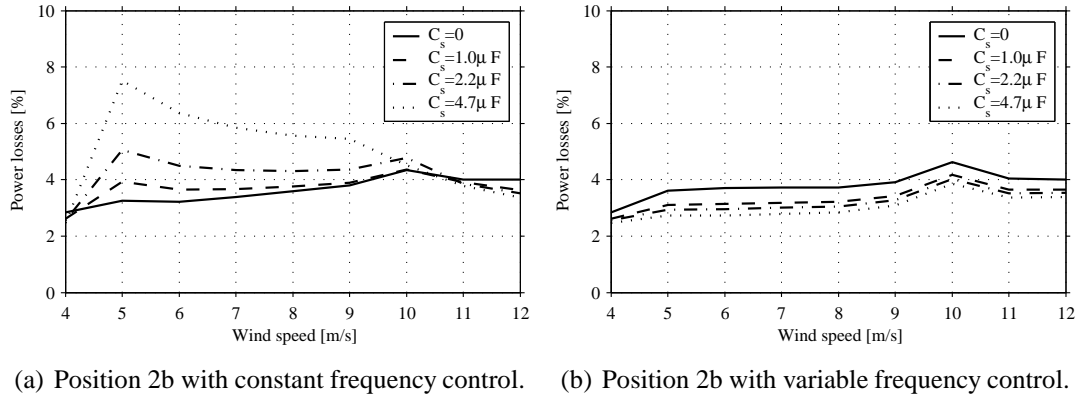 10
8
6
4
2
0
4 5 6 7 8 9 10 11 12
Power losses [%]
Wind speed [m/s]
C_s=0
C_s=1.0μ F
C_s=2.2μ F
C_s=4.7μ F
(a) Position 2b with constant frequency control.
10
8
6
4
2
0
4 5 6 7 8 9 10 11 12
Power losses [%]
Wind speed [m/s]
C_s=0
C_s=1.0μ F
C_s=2.2μ F
C_s=4.7μ F
(b) Position 2b with variable frequency control.